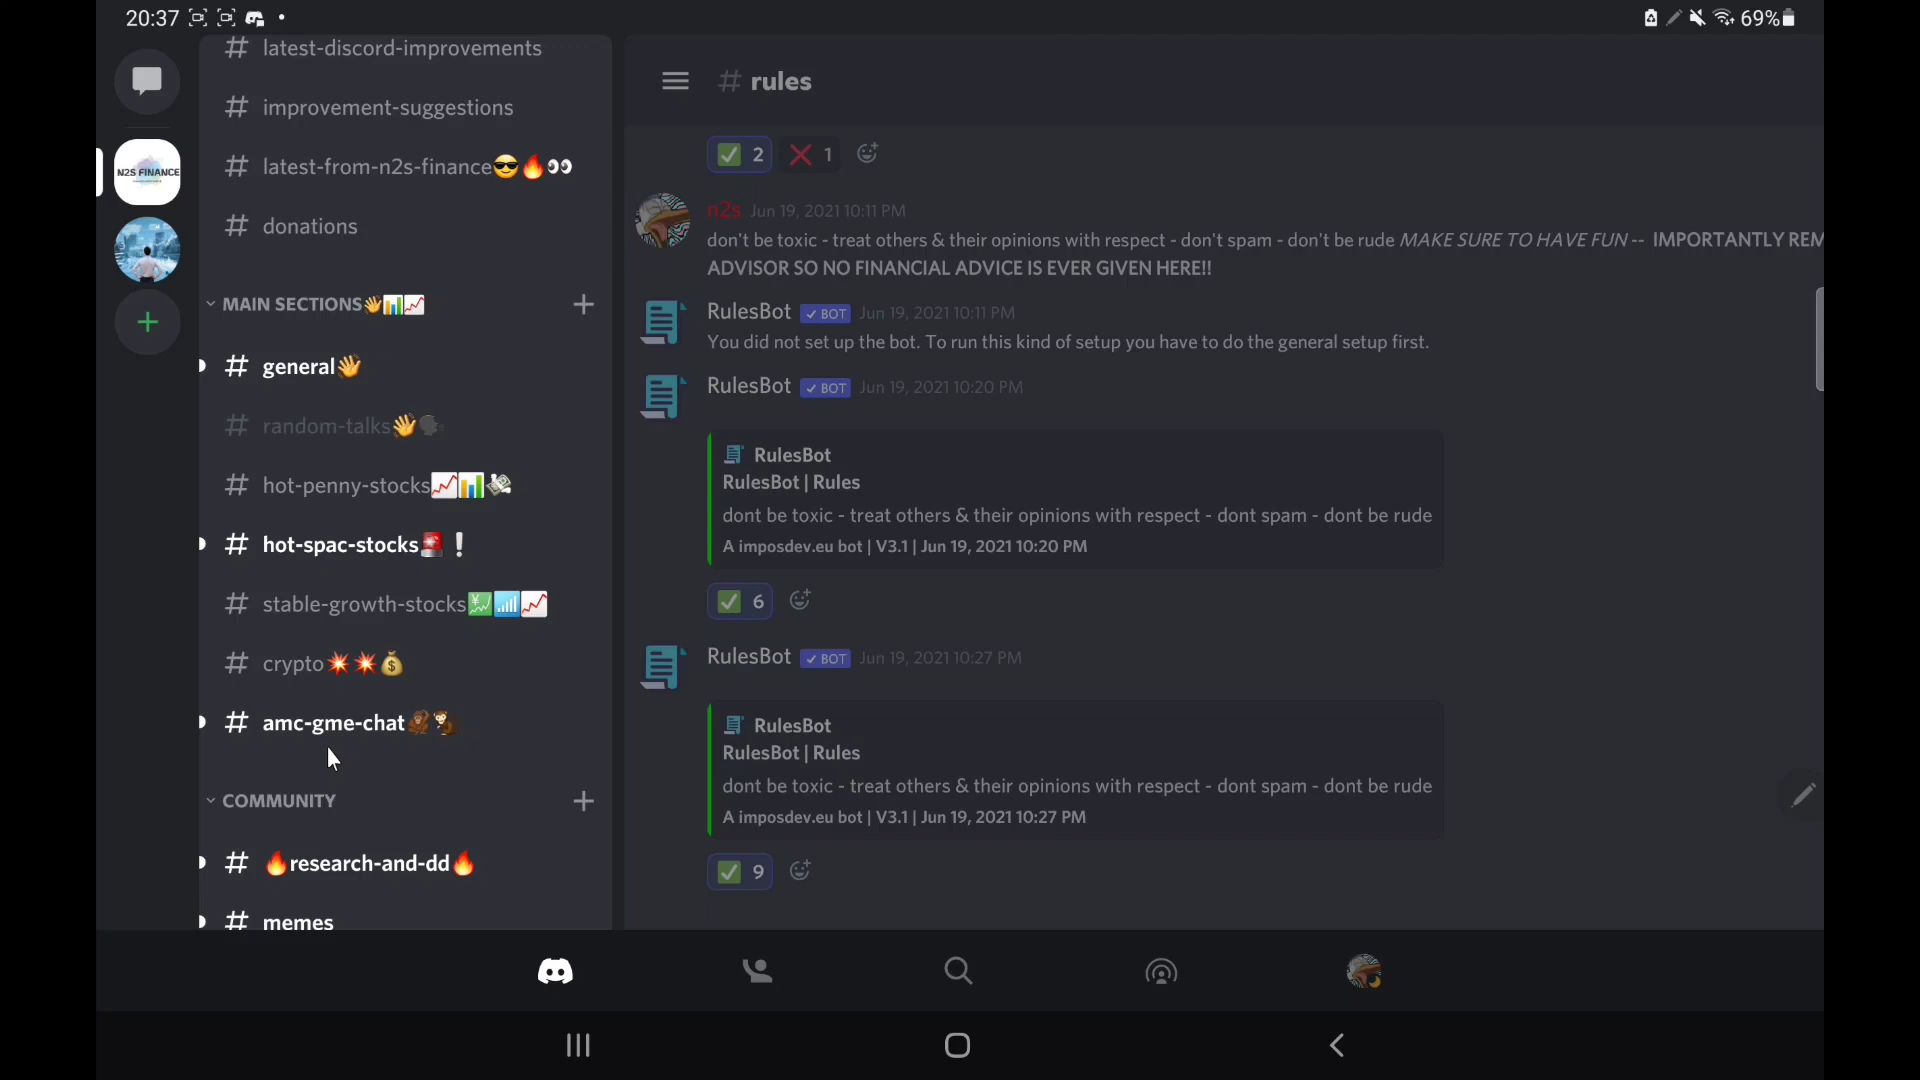 20:37
69%
# latest-discord-improvements
# improvement-suggestions
# latest-from-n2s-finance😎🔥👀
# donations
N2S FINANCE
MAIN SECTIONS👋📊📈
# general👋
# random-talks👋🗣
# hot-penny-stocks📈📊💸
# hot-spac-stocks🚨❕
# stable-growth-stocks💹📶📈
# crypto💥💥💰
# amc-gme-chat🦧🐒
COMMUNITY
# 🔥research-and-dd🔥
# memes
# rules
✅ 2 ❌ 1
n2s Jun 19, 2021 10:11 PM
don't be toxic - treat others & their opinions with respect - don't spam - don't be rude MAKE SURE TO HAVE FUN -- IMPORTANTLY REM
ADVISOR SO NO FINANCIAL ADVICE IS EVER GIVEN HERE!!
RulesBot ✓ BOT Jun 19, 2021 10:11 PM
You did not set up the bot. To run this kind of setup you have to do the general setup first.
RulesBot ✓ BOT Jun 19, 2021 10:20 PM
RulesBot
RulesBot | Rules
dont be toxic - treat others & their opinions with respect - dont spam - dont be rude
A imposdev.eu bot | V3.1 | Jun 19, 2021 10:20 PM
✅ 6
RulesBot ✓ BOT Jun 19, 2021 10:27 PM
RulesBot
RulesBot | Rules
dont be toxic - treat others & their opinions with respect - dont spam - dont be rude
A imposdev.eu bot | V3.1 | Jun 19, 2021 10:27 PM
✅ 9